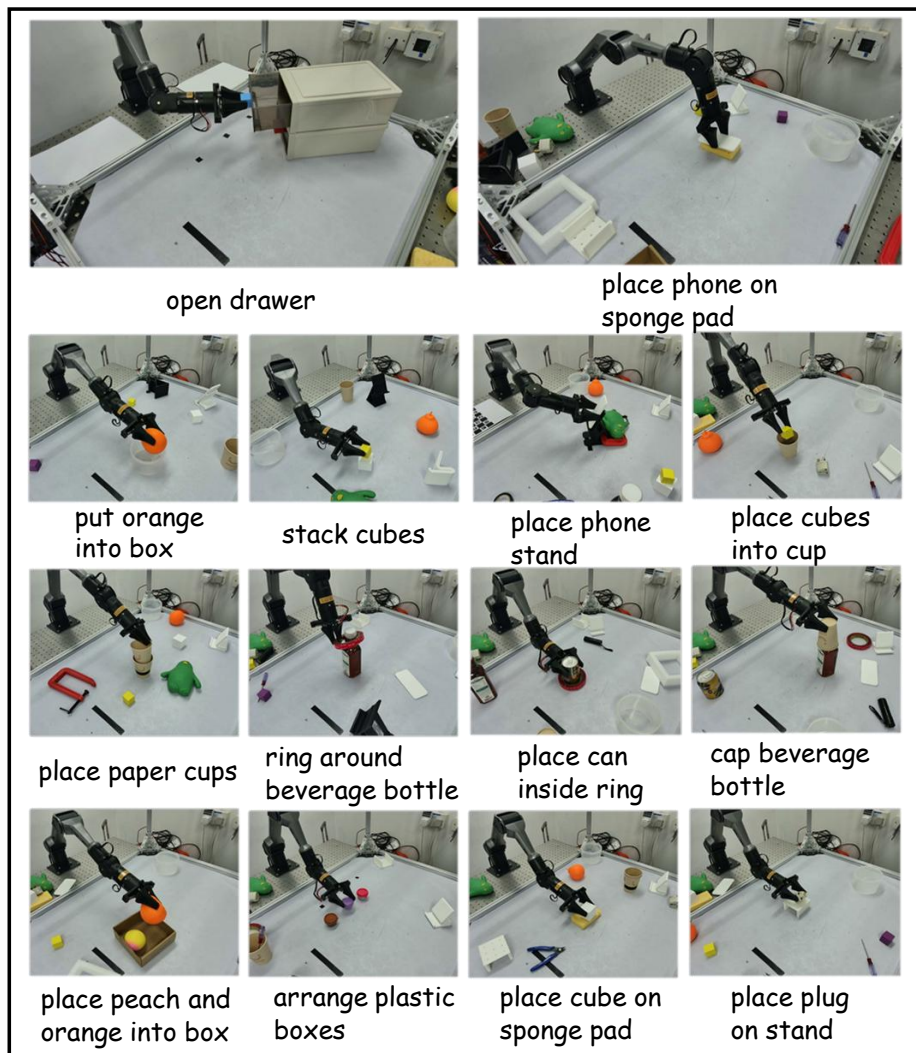 open drawer
place phone on
sponge pad
put orange
into box
stack cubes
place phone
stand
place cubes
into cup
place paper cups
ring around
beverage bottle
place can
inside ring
cap beverage
bottle
place peach and
orange into box
arrange plastic
boxes
place cube on
sponge pad
place plug
on stand